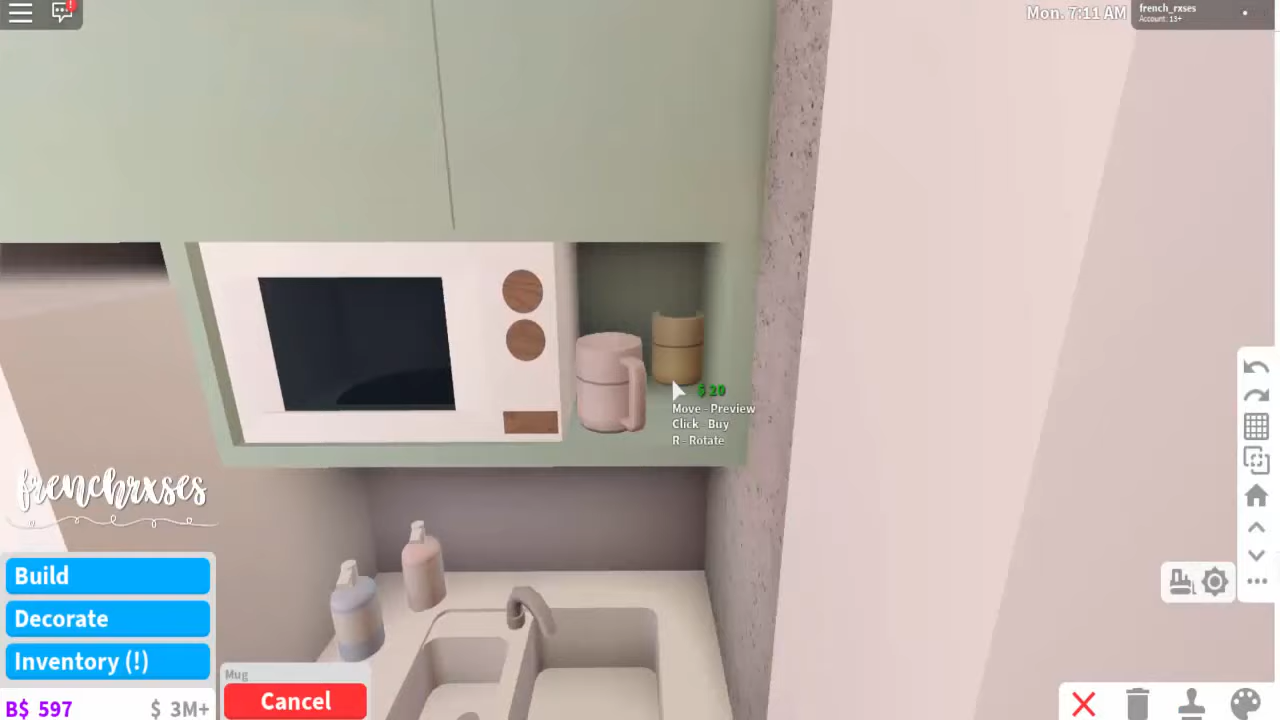 Mon. 7:11 AM
french_rxses
Account: 13+
$ 20
Move - Preview
Click - Buy
R - Rotate
frenchrxses
Build
Decorate
Inventory (!)
Mug
Cancel
B$ 597
$ 3M+